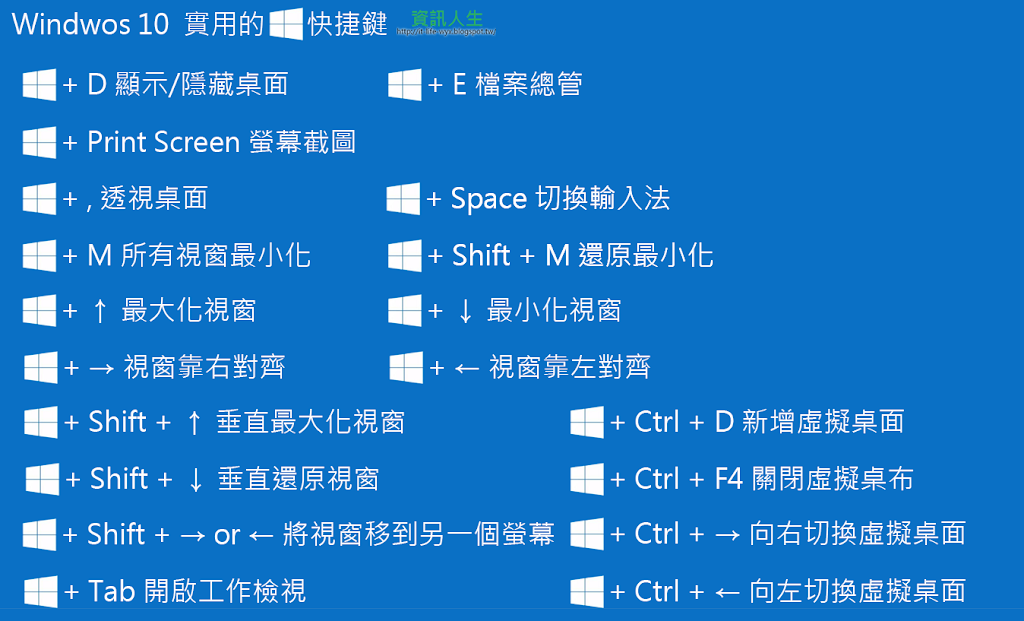 Windwos 10 實用的 快捷鍵 資訊人生
+ D 顯示/隱藏桌面 + E 檔案總管
+ Print Screen 螢幕截圖
+ , 透視桌面 + Space 切換輸入法
+ M 所有視窗最小化 + Shift + M 還原最小化
+ ↑ 最大化視窗 + ↓ 最小化視窗
+ → 視窗靠右對齊 + ← 視窗靠左對齊
+ Shift + ↑ 垂直最大化視窗 + Ctrl + D 新增虛擬桌面
+ Shift + ↓ 垂直還原視窗 + Ctrl + F4 關閉虛擬桌布
+ Shift + → or ← 將視窗移到另一個螢幕 + Ctrl + → 向右切換虛擬桌面
+ Tab 開啟工作檢視 + Ctrl + ← 向左切換虛擬桌面